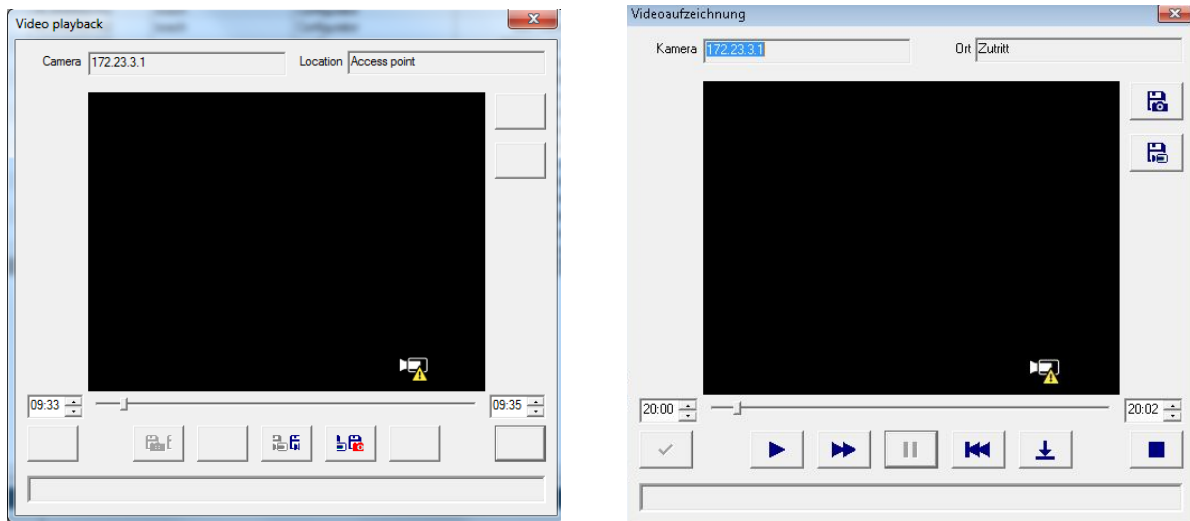 Video playback
Camera 172.23.3.1 Location Access point
09:33 09:35
Videoaufzeichnung
Kamera 172.23.3.1 Ort Zutritt
20:00 20:02